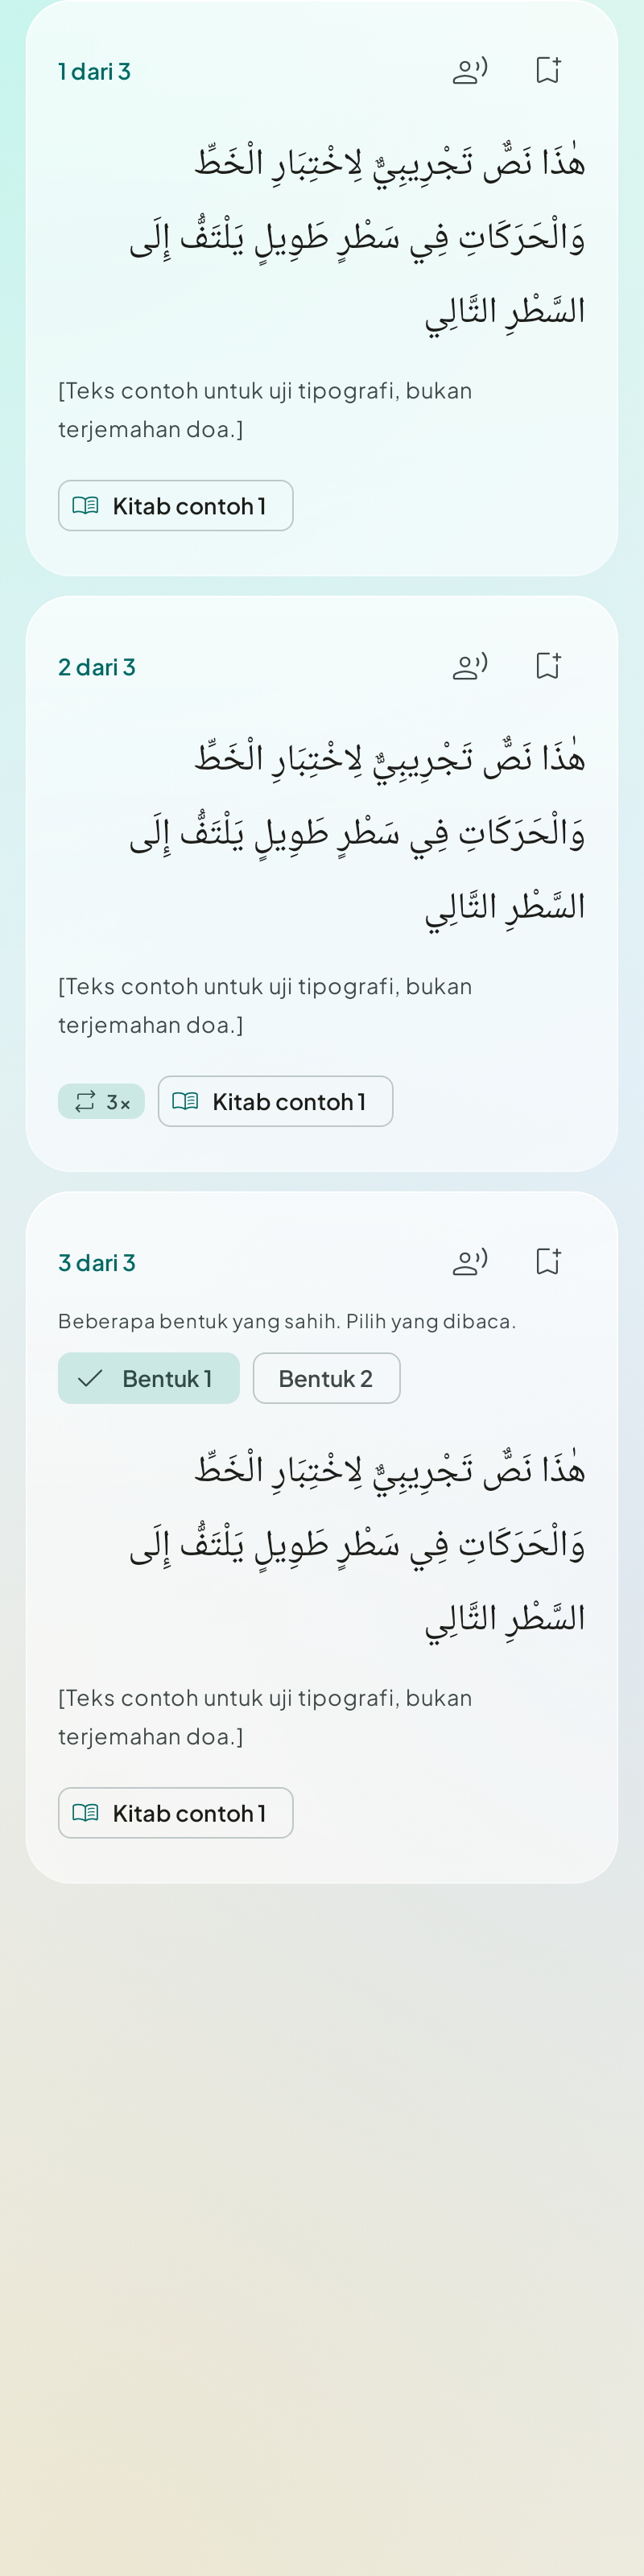 1 dari 3
هٰذَا نَصٌّ تَجْرِيبِيٌّ لِاخْتِبَارِ الْخَطِّ
وَالْحَرَكَاتِ فِي سَطْرٍ طَوِيلٍ يَلْتَفُّ إِلَى
السَّطْرِ التَّالِي
[Teks contoh untuk uji tipografi, bukan
terjemahan doa.]
Kitab contoh 1
2 dari 3
هٰذَا نَصٌّ تَجْرِيبِيٌّ لِاخْتِبَارِ الْخَطِّ
وَالْحَرَكَاتِ فِي سَطْرٍ طَوِيلٍ يَلْتَفُّ إِلَى
السَّطْرِ التَّالِي
[Teks contoh untuk uji tipografi, bukan
terjemahan doa.]
3× Kitab contoh 1
3 dari 3
Beberapa bentuk yang sahih. Pilih yang dibaca.
Bentuk 1 Bentuk 2
هٰذَا نَصٌّ تَجْرِيبِيٌّ لِاخْتِبَارِ الْخَطِّ
وَالْحَرَكَاتِ فِي سَطْرٍ طَوِيلٍ يَلْتَفُّ إِلَى
السَّطْرِ التَّالِي
[Teks contoh untuk uji tipografi, bukan
terjemahan doa.]
Kitab contoh 1